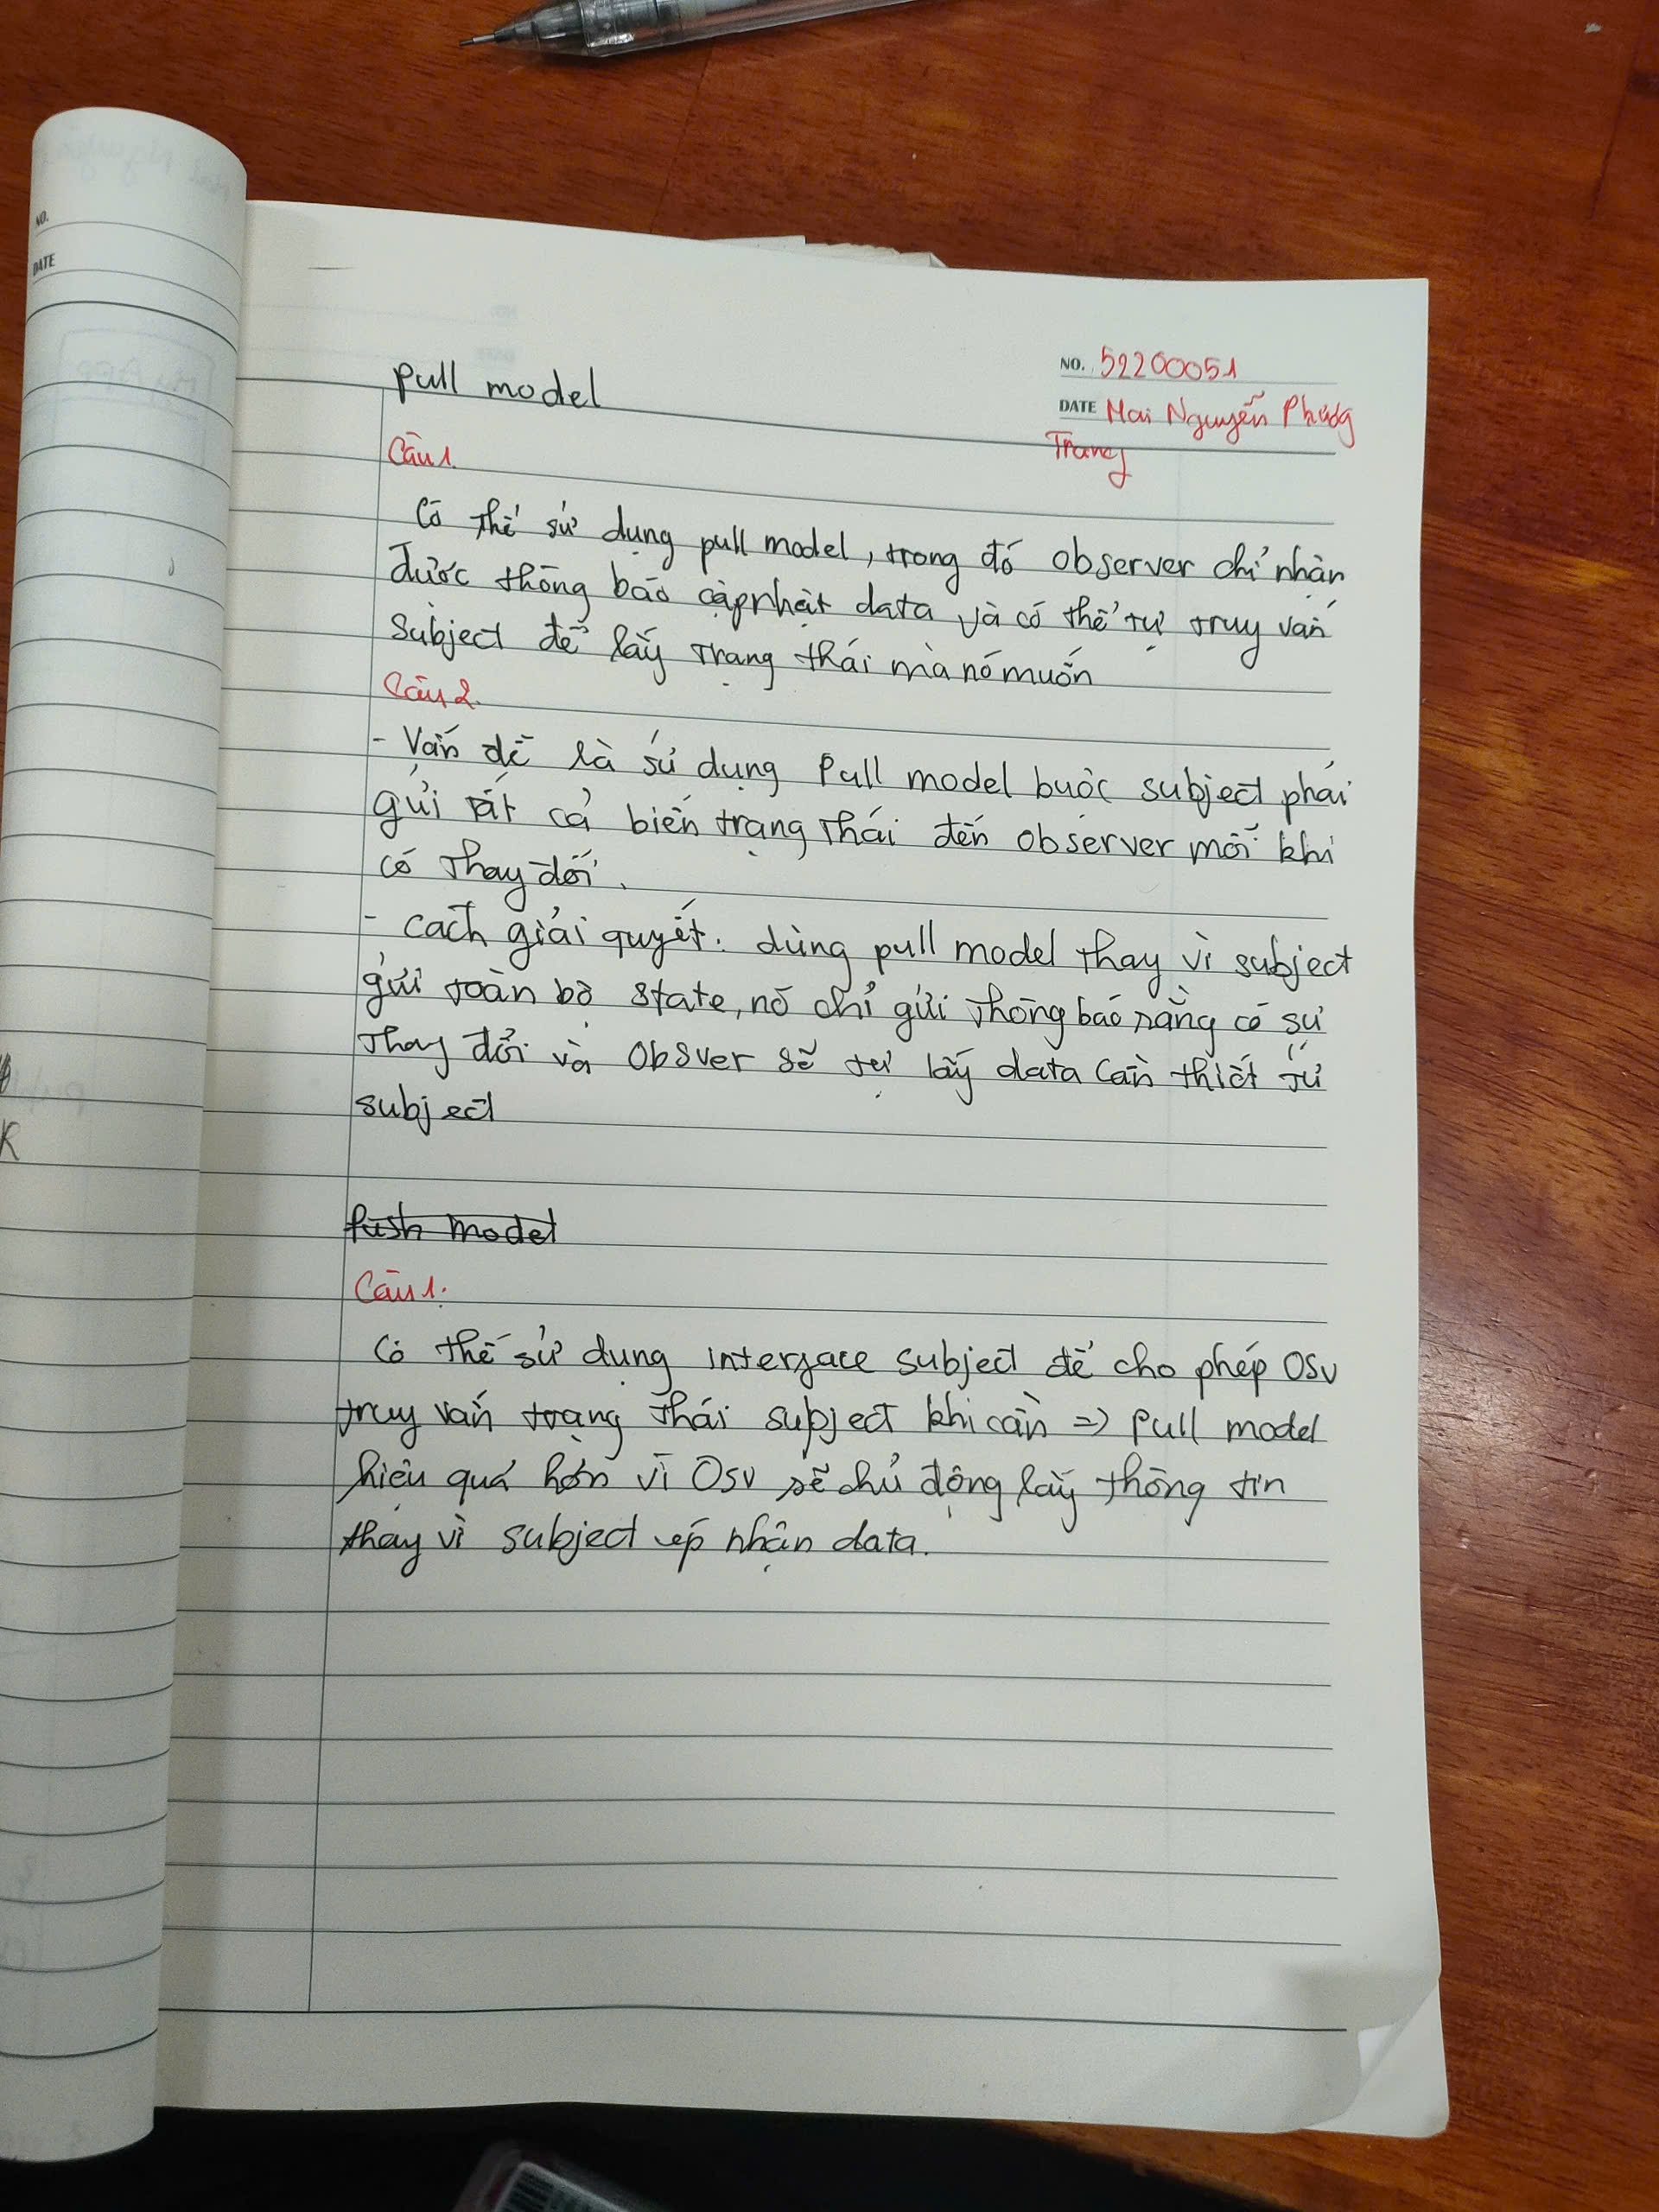 NO.
DATE
NO. 52200051
DATE Mai Nguyễn Phương
Trang
pull model
Câu 1.
Có thể sử dụng pull model, trong đó observer chỉ nhận
được thông báo cập nhật data và có thể tự truy vấn
subject để lấy trạng thái mà nó muốn
Câu 2.
- Vấn đề là sử dụng Pull model buộc subject phải
gửi tất cả biến trạng thái đến observer mỗi khi
có thay đổi.
- cách giải quyết: dùng pull model thay vì subject
gửi toàn bộ state, nó chỉ gửi thông báo rằng có sự
thay đổi và Obsver sẽ tự lấy data cần thiết từ
subject
Push model
Câu 1:
Có thể sử dụng interface subject để cho phép Osv
truy vấn trạng thái subject khi cần => pull model
hiệu quả hơn vì Osv sẽ chủ động lấy thông tin
thay vì subject ép nhận data.
K